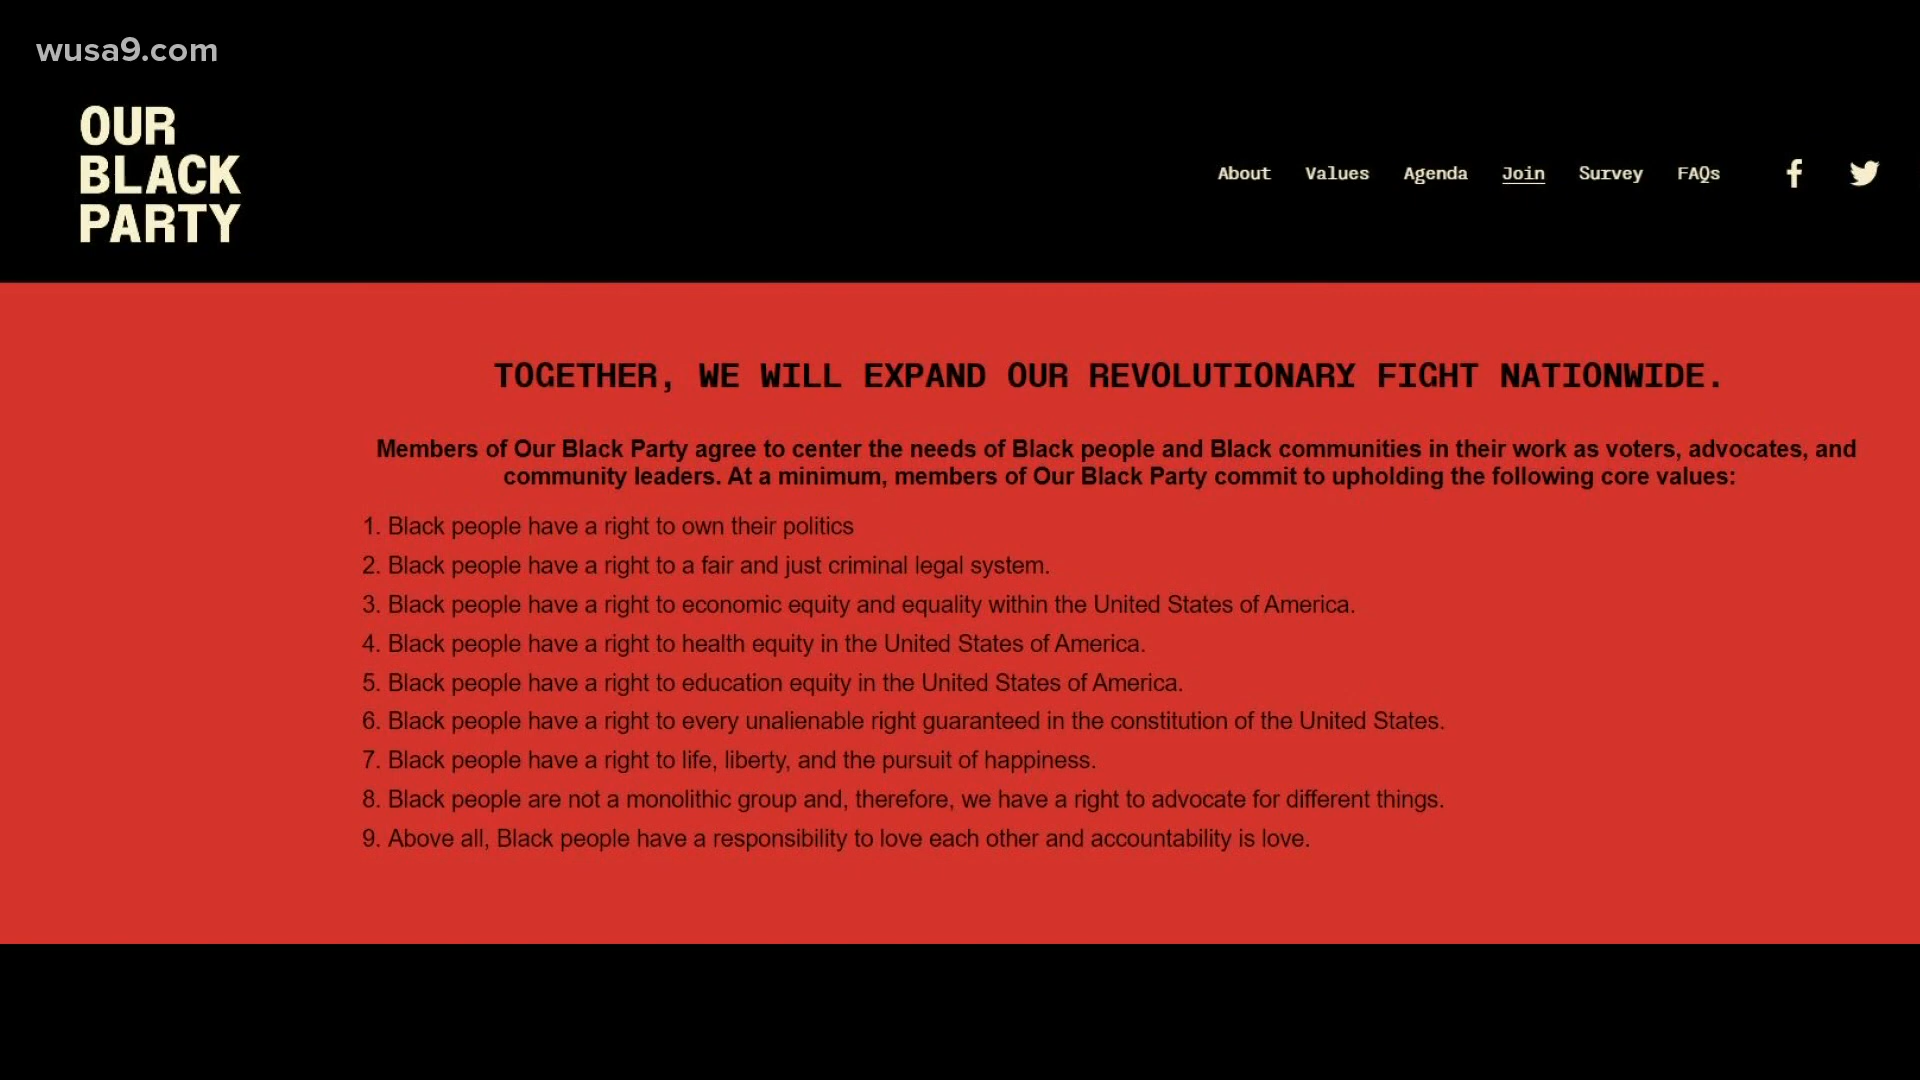 wusa9.com
OUR
BLACK
PARTY
About Values Agenda Join Survey FAQs
TOGETHER, WE WILL EXPAND OUR REVOLUTIONARY FIGHT NATIONWIDE.
Members of Our Black Party agree to center the needs of Black people and Black communities in their work as voters, advocates, and
community leaders. At a minimum, members of Our Black Party commit to upholding the following core values:
1. Black people have a right to own their politics
2. Black people have a right to a fair and just criminal legal system.
3. Black people have a right to economic equity and equality within the United States of America.
4. Black people have a right to health equity in the United States of America.
5. Black people have a right to education equity in the United States of America.
6. Black people have a right to every unalienable right guaranteed in the constitution of the United States.
7. Black people have a right to life, liberty, and the pursuit of happiness.
8. Black people are not a monolithic group and, therefore, we have a right to advocate for different things.
9. Above all, Black people have a responsibility to love each other and accountability is love.